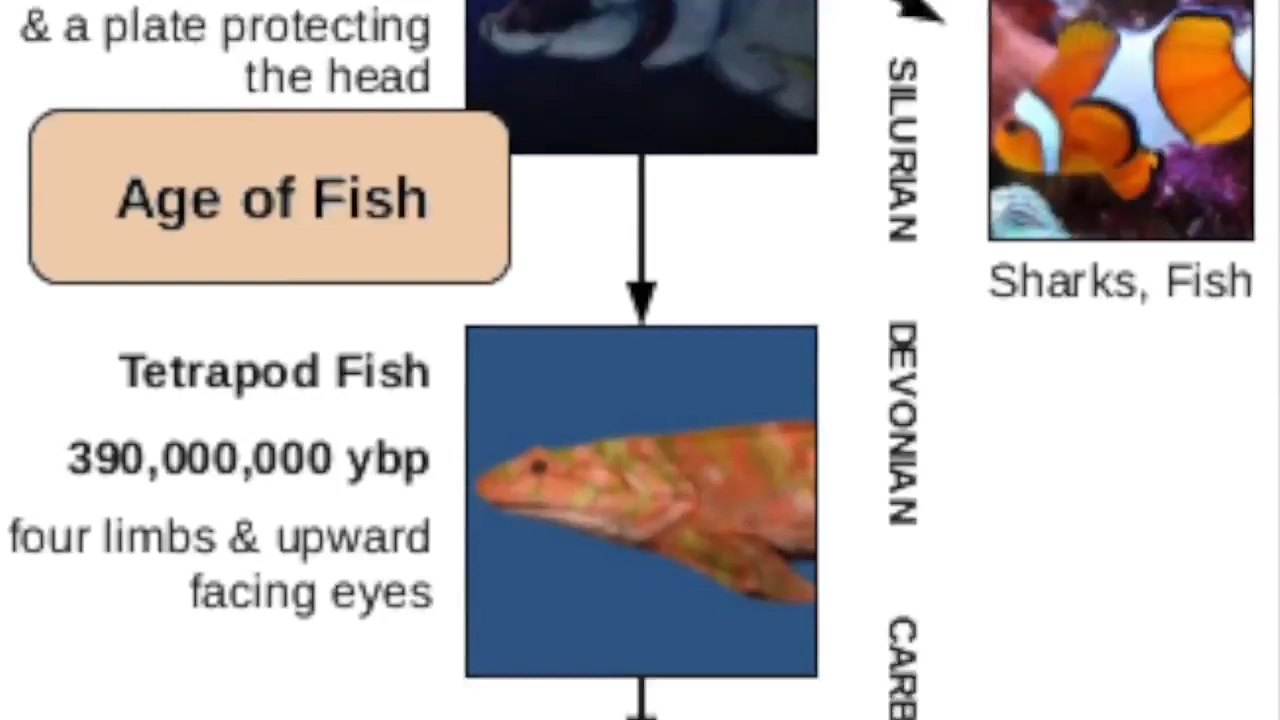 & a plate protecting
the head
Age of Fish
Tetrapod Fish
390,000,000 ybp
four limbs & upward
facing eyes
SILURIAN
DEVONIAN
CARB
Sharks, Fish